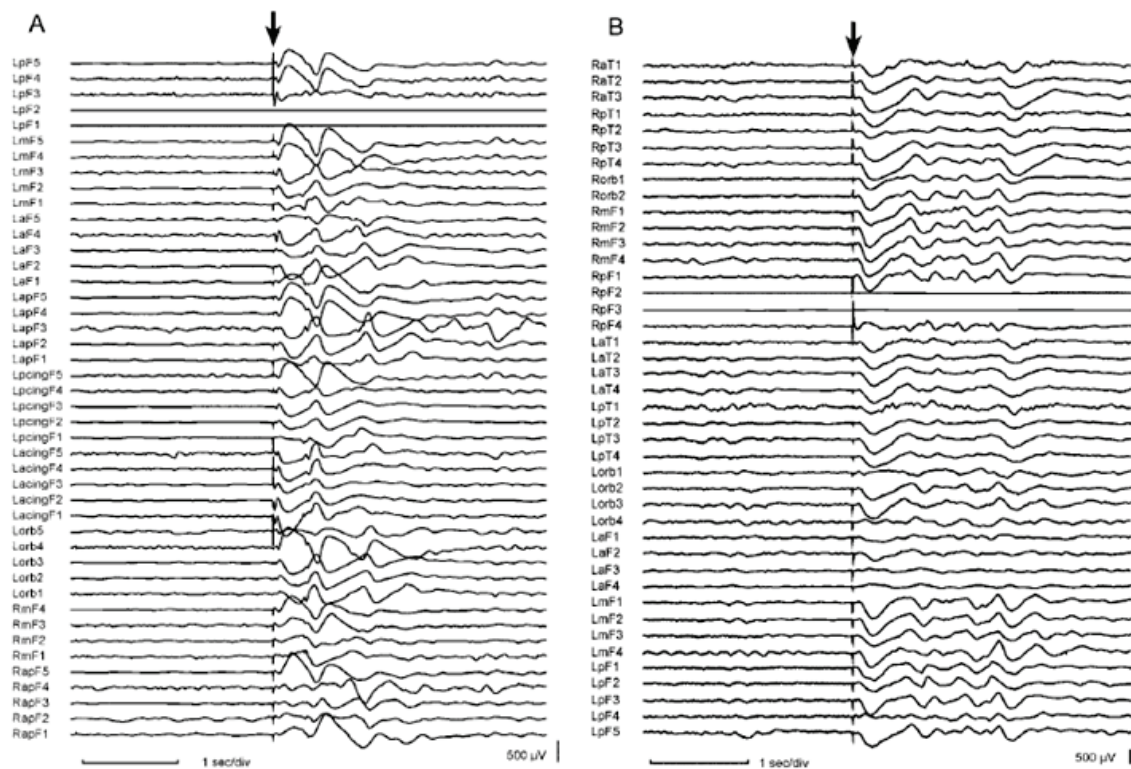 A
LpF5
LpF4
LpF3
LpF2
LpF1
LmF5
LmF4
LmF3
LmF2
LmF1
LaF5
LaF4
LaF3
LaF2
LaF1
LapF5
LapF4
LapF3
LapF2
LapF1
LpcingF5
LpcingF4
LpcingF3
LpcingF2
LpcingF1
LacingF5
LacingF4
LacingF3
LacingF2
LacingF1
Lorb5
Lorb4
Lorb3
Lorb2
Lorb1
RmF4
RmF3
RmF2
RmF1
RapF5
RapF4
RapF3
RapF2
RapF1
1 sec/div
500 µV
B
RaT1
RaT2
RaT3
RpT1
RpT2
RpT3
RpT4
Rorb1
Rorb2
RmF1
RmF2
RmF3
RmF4
RpF1
RpF2
RpF3
RpF4
LaT1
LaT2
LaT3
LaT4
LpT1
LpT2
LpT3
LpT4
Lorb1
Lorb2
Lorb3
Lorb4
LaF1
LaF2
LaF3
LaF4
LmF1
LmF2
LmF3
LmF4
LpF1
LpF2
LpF3
LpF4
LpF5
1 sec/div
500 µV